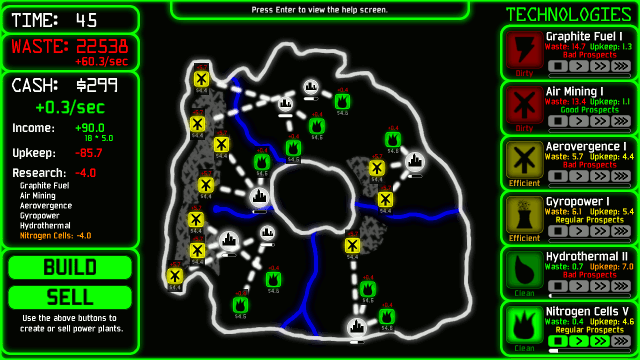 TIME: 45
WASTE: 22538
+60.3/sec
CASH: $299
+0.3/sec
Income: +90.0
18 * 5.0
Upkeep: -85.7
Research: -4.0
Graphite Fuel
Air Mining
Aerovergence
Gyropower
Hydrothermal
Nitrogen Cells: -4.0
BUILD
SELL
Use the above buttons to
create or sell power plants.
Press Enter to view the help screen.
TECHNOLOGIES
Graphite Fuel I
Waste: 14.7 Upkeep: 1.3
Bad Prospects
Dirty
Air Mining I
Waste: 13.4 Upkeep: 1.1
Good Prospects
Dirty
Aerovergence I
Waste: 5.7 Upkeep: 4.4
Bad Prospects
Efficient
Gyropower I
Waste: 6.1 Upkeep: 5.4
Regular Prospects
Efficient
Hydrothermal II
Waste: 0.7 Upkeep: 7.0
Bad Prospects
Clean
Nitrogen Cells V
Waste: 0.4 Upkeep: 4.6
Regular Prospects
Clean